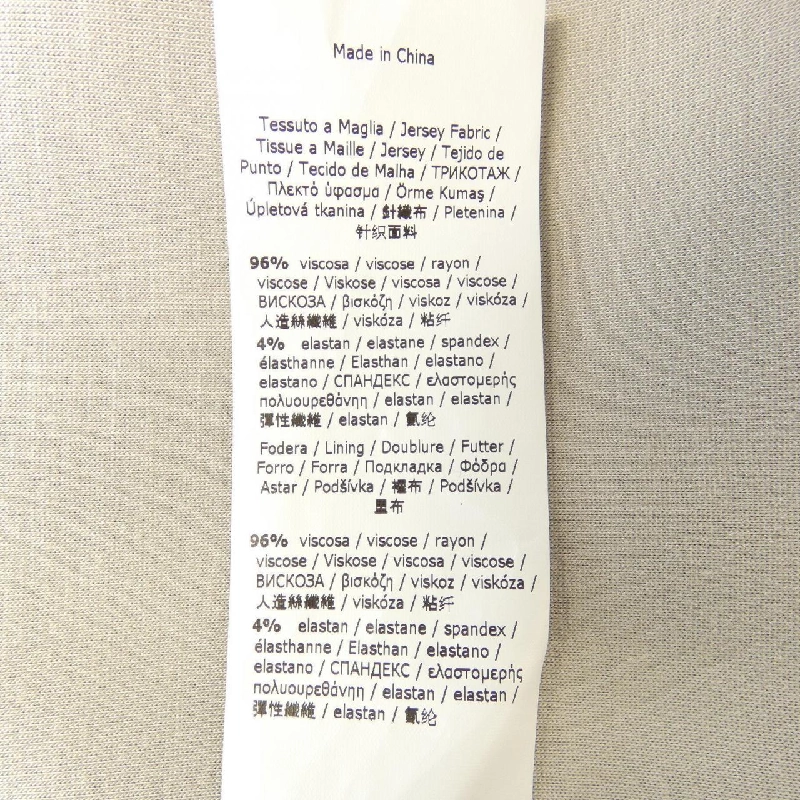 Made in China
Tessuto a Maglia / Jersey Fabric /
Tissue a Maille / Jersey / Tejido de
Punto / Tecido de Malha / ТРИКОТАЖ /
Πλεκτό ύφασμα / Örme Kumaş /
Úpletová tkanina / 針織布 / Pletenina /
针织面料
96% viscosa / viscose / rayon /
viscose / Viskose / viscosa / viscose /
ВИСКОЗА / βισκόζη / viskoz / viskóza /
人造絲纖維 / viskóza / 粘纤
4% elastan / elastane / spandex /
élasthanne / Elasthan / elastano /
elastano / СПАНДЕКС / ελαστομερής
πολυουρεθάνη / elastan / elastan /
彈性纖維 / elastan / 氨纶
Fodera / Lining / Doublure / Futter /
Forro / Forra / Подкладка / Φόδρα /
Astar / Podšívka / 裡布 / Podšívka /
里布
96% viscosa / viscose / rayon /
viscose / Viskose / viscosa / viscose /
ВИСКОЗА / βισκόζη / viskoz / viskóza /
人造絲纖維 / viskóza / 粘纤
4% elastan / elastane / spandex /
élasthanne / Elasthan / elastano /
elastano / СПАНДЕКС / ελαστομερής
πολυουρεθάνη / elastan / elastan /
彈性纖維 / elastan / 氨纶